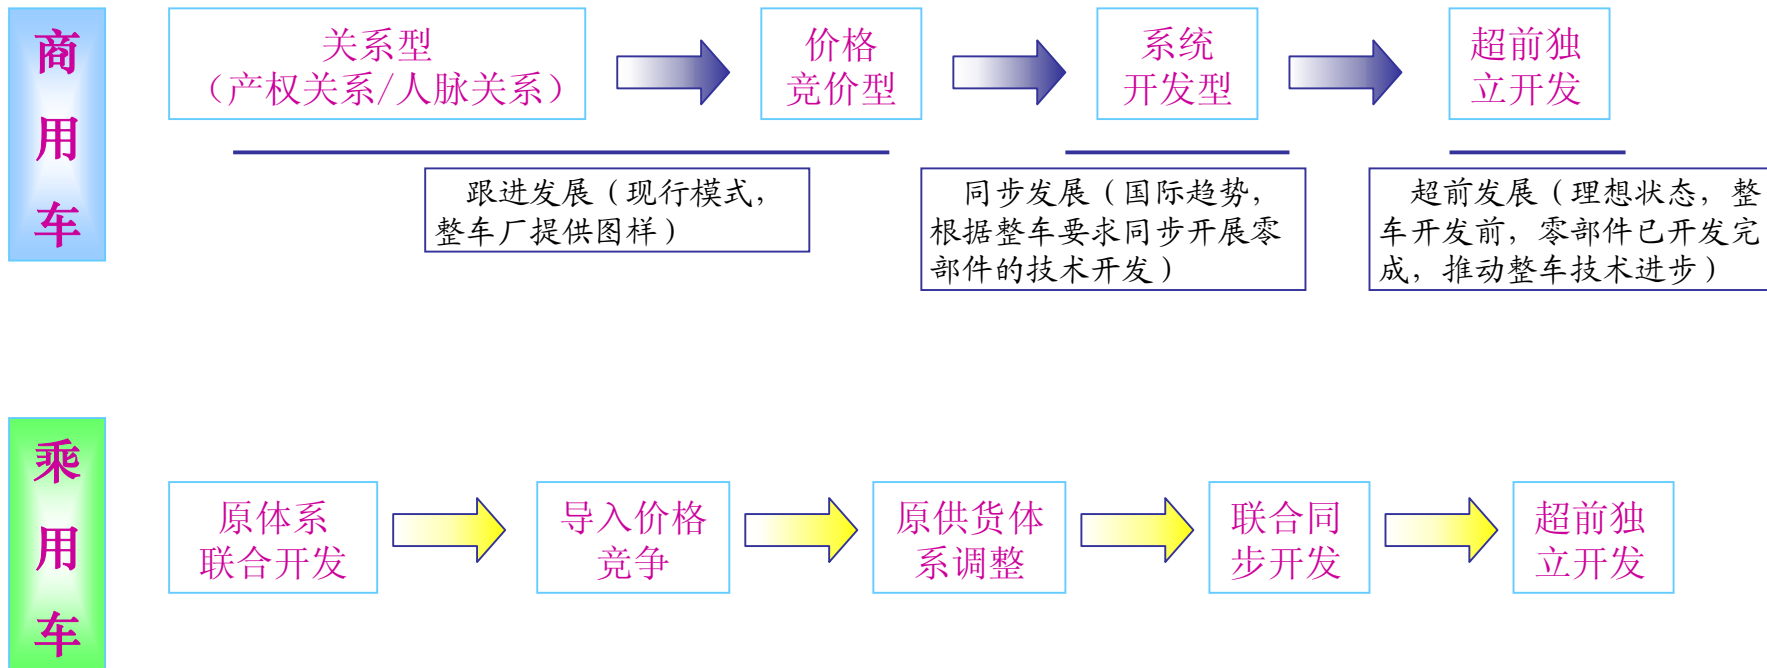 商用车
关系型
（产权关系/人脉关系）
价格
竞价型
系统
开发型
超前独
立开发
跟进发展（现行模式，
整车厂提供图样）
同步发展（国际趋势，
根据整车要求同步开展零
部件的技术开发）
超前发展（理想状态，整
车开发前，零部件已开发完
成，推动整车技术进步）
乘用车
原体系
联合开发
导入价格
竞争
原供货体
系调整
联合同
步开发
超前独
立开发